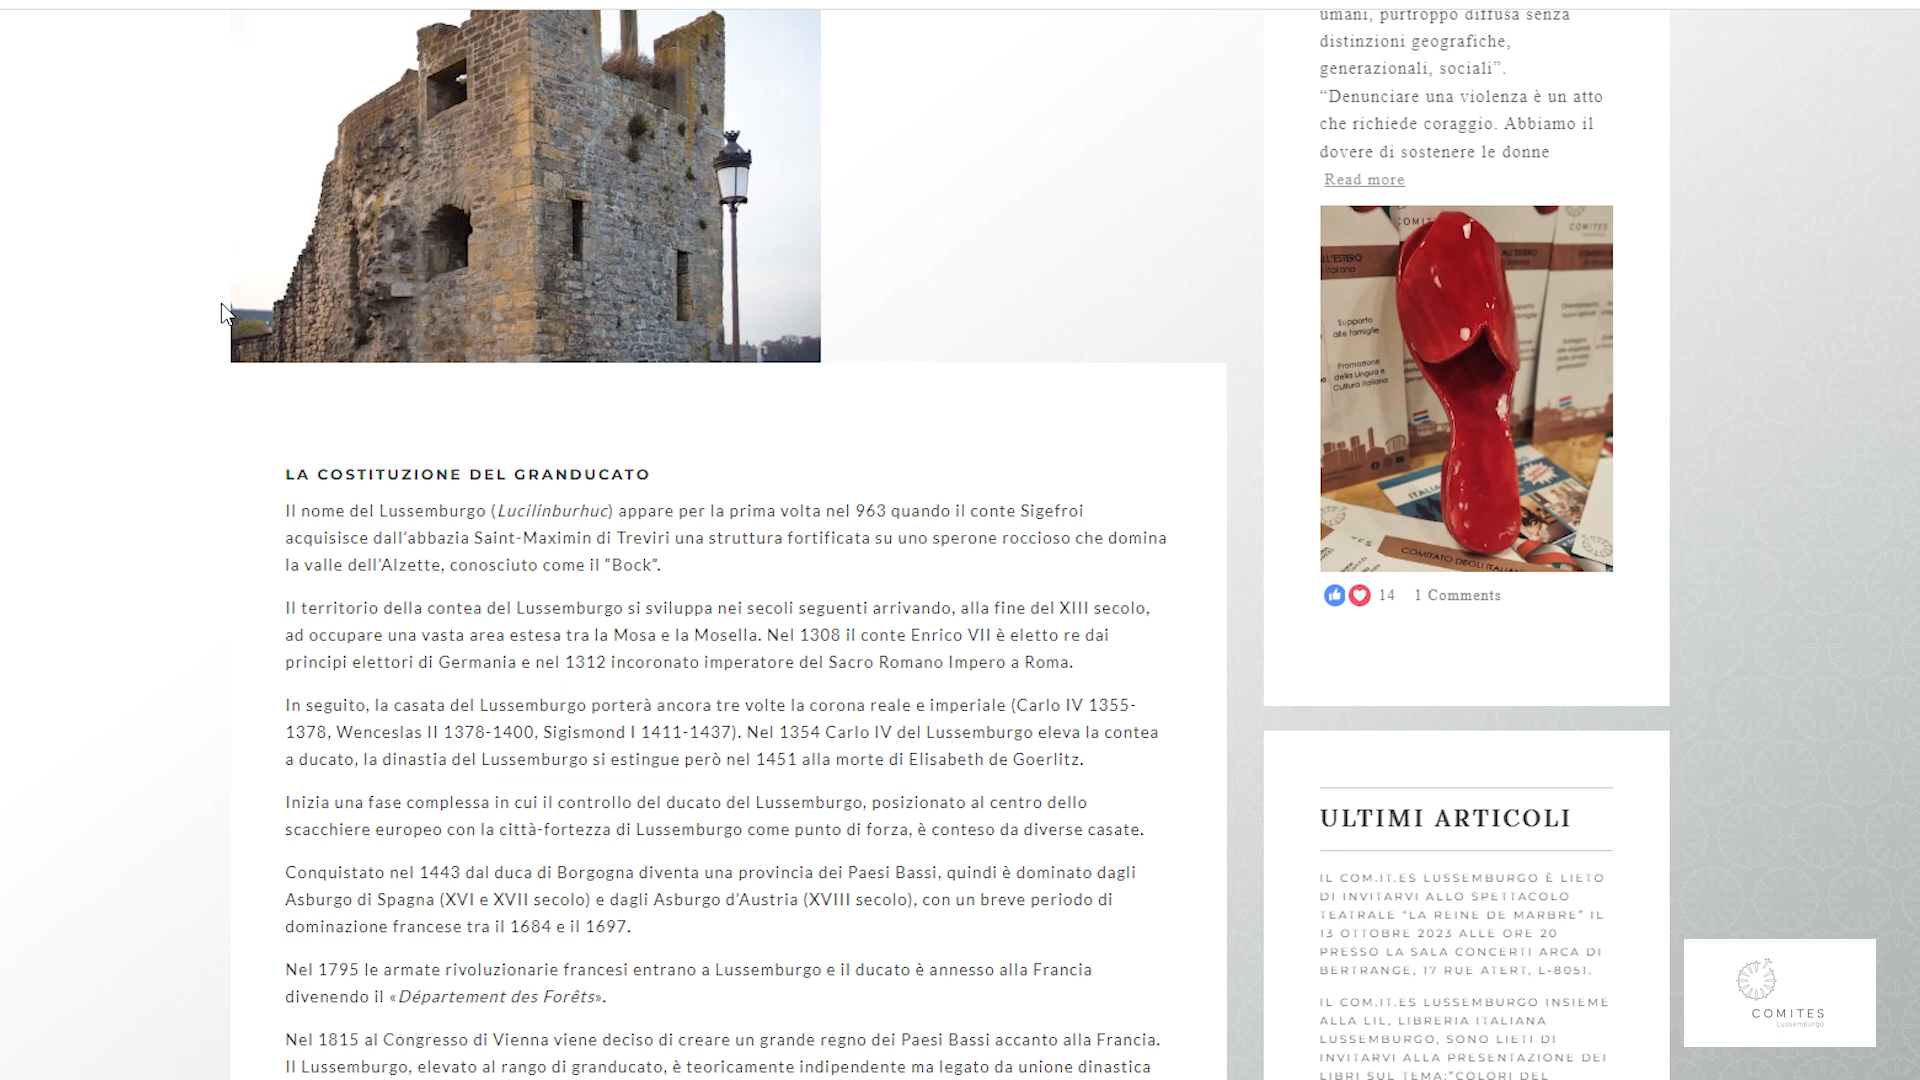 LA COSTITUZIONE DEL GRANDUCATO
Il nome del Lussemburgo (Lucilinburhuc) appare per la prima volta nel 963 quando il conte Sigefroi
acquisisce dall’abbazia Saint-Maximin di Treviri una struttura fortificata su uno sperone roccioso che domina
la valle dell’Alzette, conosciuto come il “Bock”.
Il territorio della contea del Lussemburgo si sviluppa nei secoli seguenti arrivando, alla fine del XIII secolo,
ad occupare una vasta area estesa tra la Mosa e la Mosella. Nel 1308 il conte Enrico VII è eletto re dai
principi elettori di Germania e nel 1312 incoronato imperatore del Sacro Romano Impero a Roma.
In seguito, la casata del Lussemburgo porterà ancora tre volte la corona reale e imperiale (Carlo IV 1355-
1378, Wenceslas II 1378-1400, Sigismond I 1411-1437). Nel 1354 Carlo IV del Lussemburgo eleva la contea
a ducato, la dinastia del Lussemburgo si estingue però nel 1451 alla morte di Elisabeth de Goerlitz.
Inizia una fase complessa in cui il controllo del ducato del Lussemburgo, posizionato al centro dello
scacchiere europeo con la città-fortezza di Lussemburgo come punto di forza, è conteso da diverse casate.
Conquistato nel 1443 dal duca di Borgogna diventa una provincia dei Paesi Bassi, quindi è dominato dagli
Asburgo di Spagna (XVI e XVII secolo) e dagli Asburgo d’Austria (XVIII secolo), con un breve periodo di
dominazione francese tra il 1684 e il 1697.
Nel 1795 le armate rivoluzionarie francesi entrano a Lussemburgo e il ducato è annesso alla Francia
divenendo il «Département des Forêts».
Nel 1815 al Congresso di Vienna viene deciso di creare un grande regno dei Paesi Bassi accanto alla Francia.
Il Lussemburgo, elevato al rango di granducato, è teoricamente indipendente ma legato da unione dinastica
umani, purtroppo diffusa senza
distinzioni geografiche,
generazionali, sociali”.
“Denunciare una violenza è un atto
che richiede coraggio. Abbiamo il
dovere di sostenere le donne
Read more
COMITES
ALL'ESTERO
Supporto
alle famiglie
Promozione
della Lingua e
Cultura Italiana
COMITATO DEGLI ITALIANI
14 1 Comments
ULTIMI ARTICOLI
IL COM.IT.ES LUSSEMBURGO È LIETO
DI INVITARVI ALLO SPETTACOLO
TEATRALE “LA REINE DE MARBRE” IL
13 OTTOBRE 2023 ALLE ORE 20
PRESSO LA SALA CONCERTI ARCA DI
BERTRANGE, 17 RUE ATERT, L-8051.
IL COM.IT.ES LUSSEMBURGO INSIEME
ALLA LIL, LIBRERIA ITALIANA
LUSSEMBURGO, SONO LIETI DI
INVITARVI ALLA PRESENTAZIONE DEI
LIBRI SUL TEMA:”COLORI DEL
COMITES
Lussemburgo